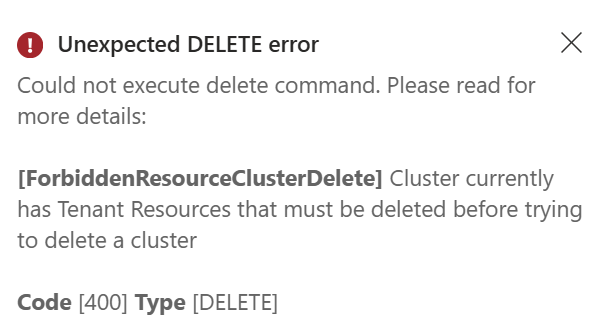 Unexpected DELETE error
Could not execute delete command. Please read for
more details:
[ForbiddenResourceClusterDelete] Cluster currently
has Tenant Resources that must be deleted before trying
to delete a cluster
Code [400] Type [DELETE]